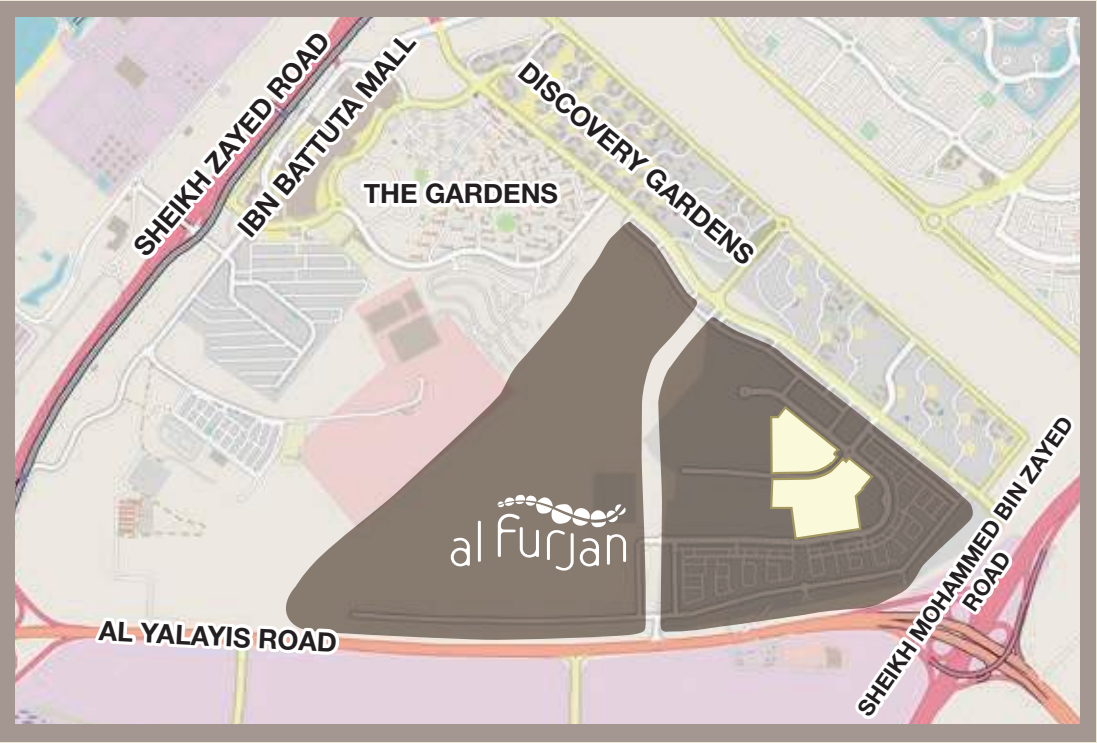 SHEIKH ZAYED ROAD
IBN BATTUTA MALL
DISCOVERY GARDENS
THE GARDENS
al furjan
SHEIKH MOHAMMED BIN ZAYED
ROAD
AL YALAYIS ROAD